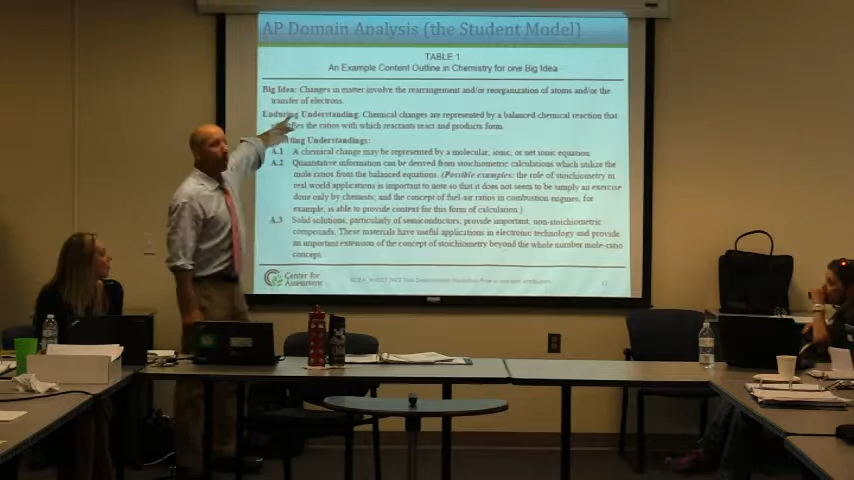 AP Domain Analysis (the Student Model)
TABLE 1
An Example Content Outline in Chemistry for one Big Idea
Big Idea: Changes in matter involve the rearrangement and/or reorganization of atoms and/or the
transfer of electrons.
Enduring Understanding: Chemical changes are represented by a balanced chemical reaction that
the ratios with which reactants react and products form.
Understandings:
A.1 A chemical change may be represented by a molecular, ionic, or net ionic equation.
A.2 Quantitative information can be derived from stoichiometric calculations which utilize the
mole ratios from the balanced equations. (Possible examples: the role of stoichiometry in
real world applications is important to note so that it does not seem to be simply an exercise
done only by chemists; and the concept of fuel-air ratios in combustion engines, for
example, is able to provide context for this form of calculation.)
A.3 Solid solutions, particularly of semiconductors, provide important, non-stoichiometric
compounds. These materials have useful applications in electronic technology and provide
an important extension of the concept of stoichiometry beyond the whole number mole-ratio
concept.
Center for
Assessment